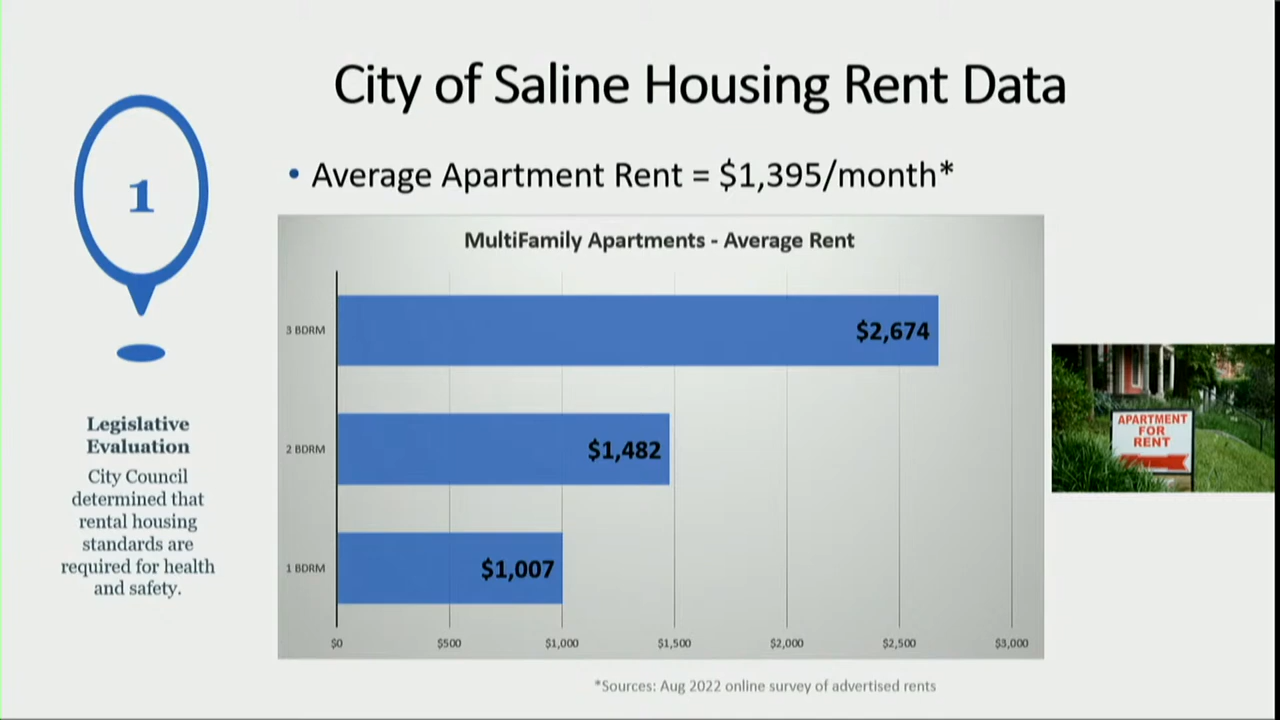 City of Saline Housing Rent Data
1
• Average Apartment Rent = $1,395/month*
MultiFamily Apartments - Average Rent
3 BDRM
$2,674
2 BDRM
$1,482
1 BDRM
$1,007
$0
$500
$1,000
$1,500
$2,000
$2,500
$3,000
Legislative
Evaluation
City Council
determined that
rental housing
standards are
required for health
and safety.
APARTMENT
FOR
RENT
*Sources: Aug 2022 online survey of advertised rents